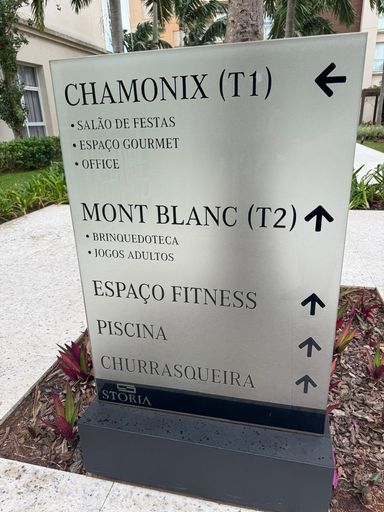 CHAMONIX (T1)
• SALÃO DE FESTAS
• ESPAÇO GOURMET
• OFFICE
MONT BLANC (T2)
• BRINQUEDOTECA
• JOGOS ADULTOS
ESPAÇO FITNESS
PISCINA
CHURRASQUEIRA
STORIA